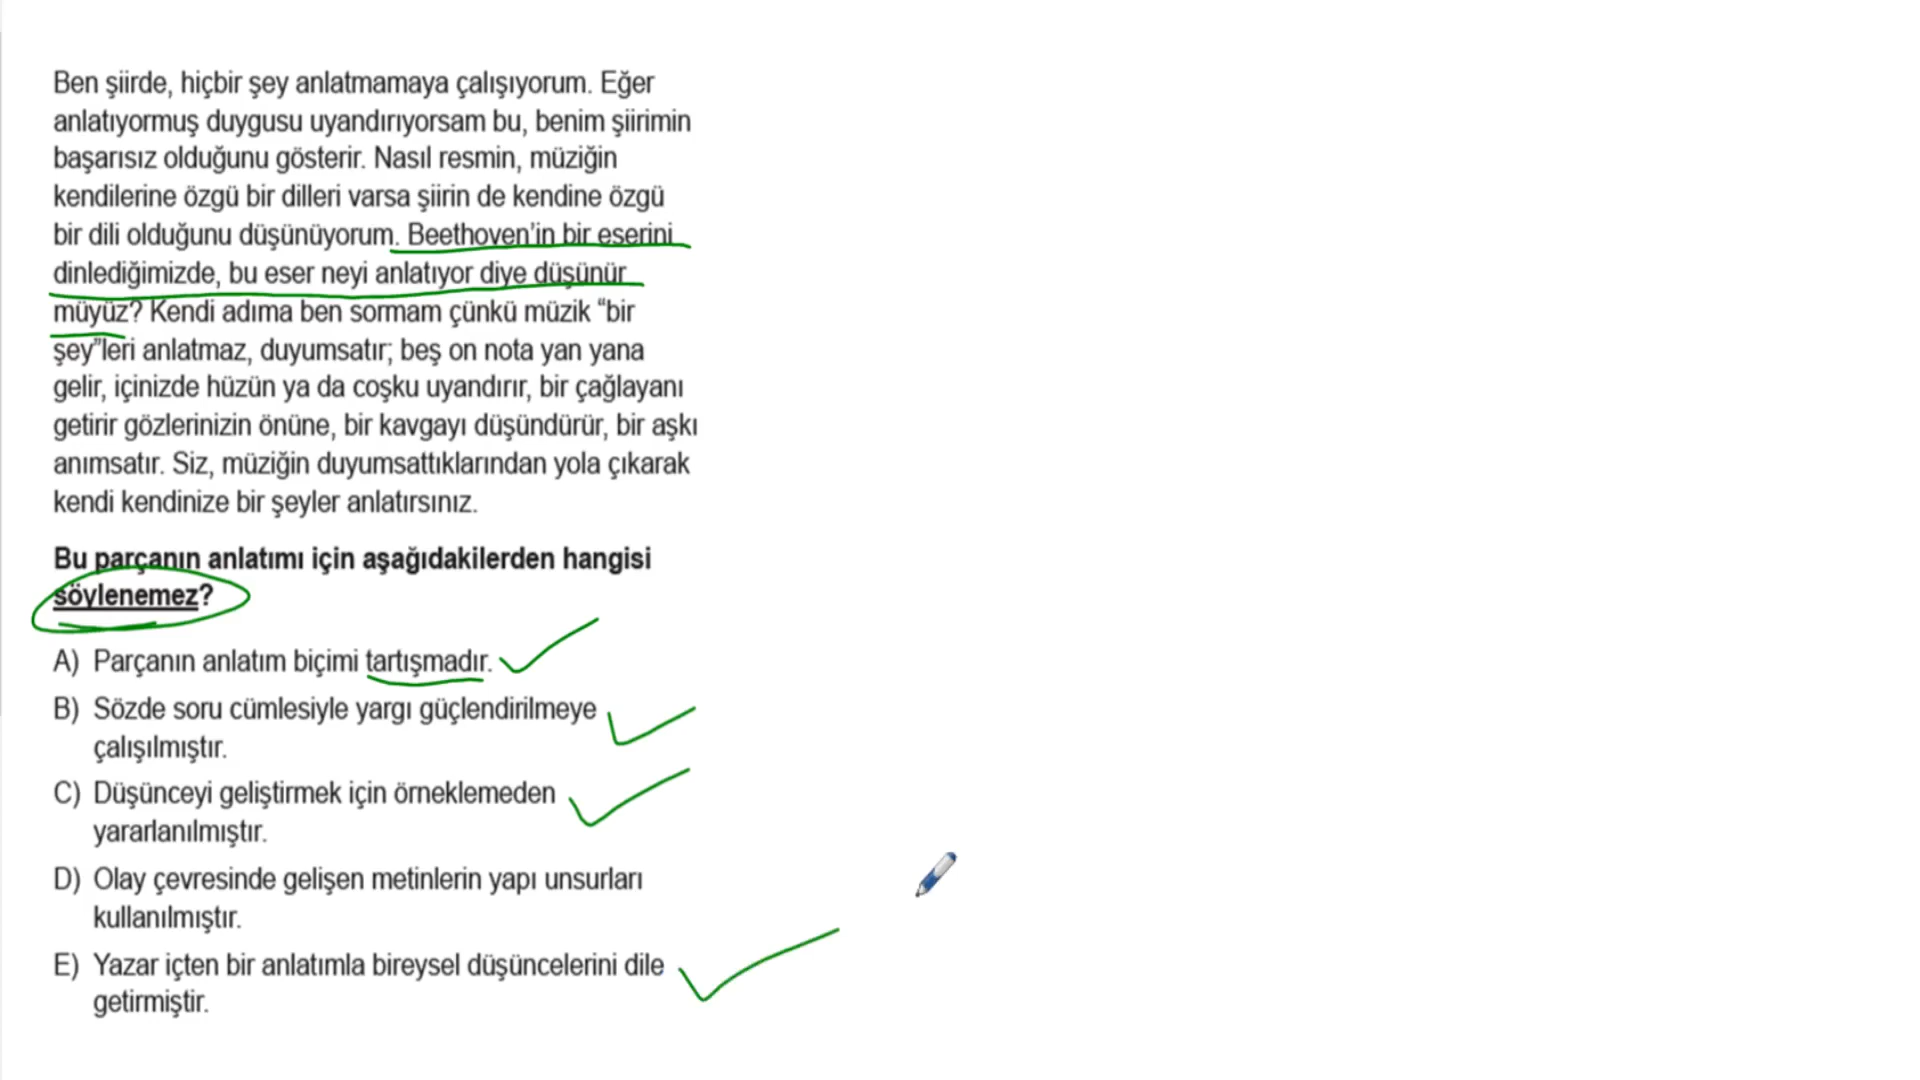 Ben şiirde, hiçbir şey anlatmamaya çalışıyorum. Eğer
anlatıyormuş duygusu uyandırıyorsam bu, benim şiirimin
başarısız olduğunu gösterir. Nasıl resmin, müziğin
kendilerine özgü bir dilleri varsa şiirin de kendine özgü
bir dili olduğunu düşünüyorum. Beethoven'in bir eserini
dinlediğimizde, bu eser neyi anlatıyor diye düşünür
müyüz? Kendi adıma ben sormam çünkü müzik “bir
şey”leri anlatmaz, duyumsatır; beş on nota yan yana
gelir, içinizde hüzün ya da coşku uyandırır, bir çağlayanı
getirir gözlerinizin önüne, bir kavgayı düşündürür, bir aşkı
anımsatır. Siz, müziğin duyumsattıklarından yola çıkarak
kendi kendinize bir şeyler anlatırsınız.
Bu parçanın anlatımı için aşağıdakilerden hangisi
söylenemez?
A) Parçanın anlatım biçimi tartışmadır.
B) Sözde soru cümlesiyle yargı güçlendirilmeye
çalışılmıştır.
C) Düşünceyi geliştirmek için örneklemeden
yararlanılmıştır.
D) Olay çevresinde gelişen metinlerin yapı unsurları
kullanılmıştır.
E) Yazar içten bir anlatımla bireysel düşüncelerini dile
getirmiştir.